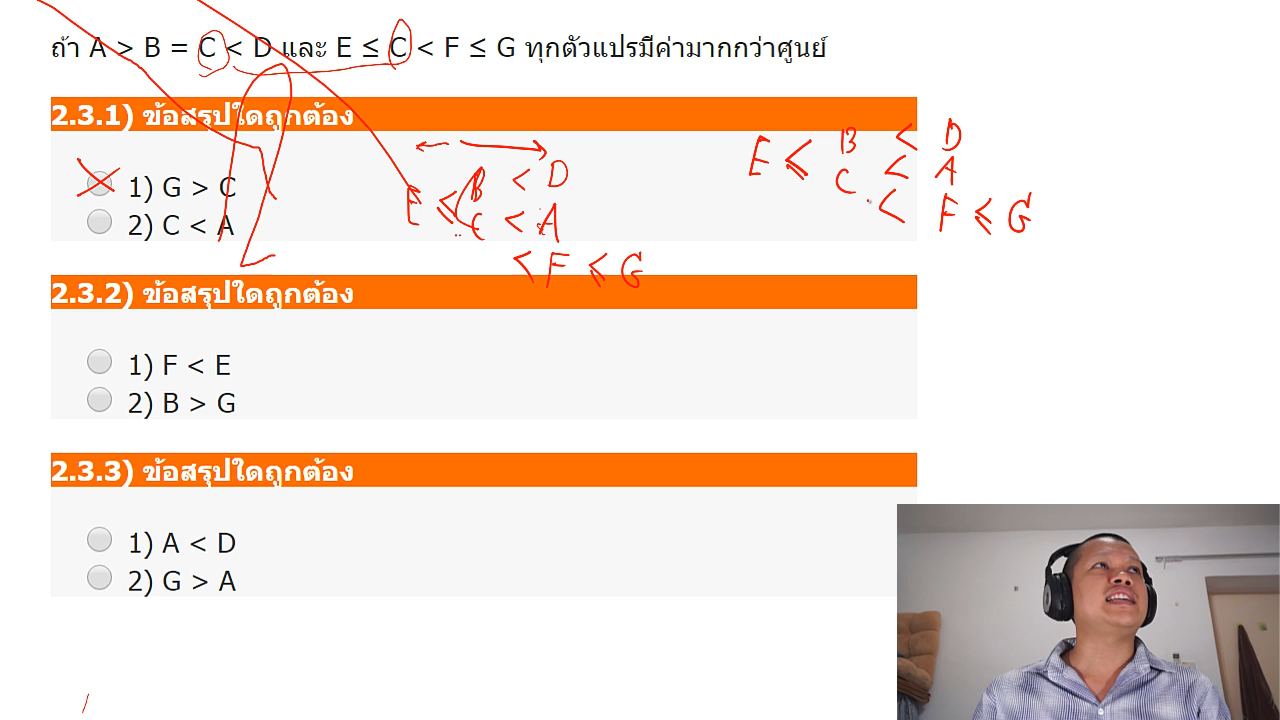 ถ้า A > B = C < D และ E ≤ C < F ≤ G ทุกตัวแปรมีค่ามากกว่าศูนย์
2.3.1) ข้อสรุปใดถูกต้อง
1) G > C
2) C < A
E ≤ B < D
C < A
< F ≤ G
E ≤ B < D
C < A
< F ≤ G
2.3.2) ข้อสรุปใดถูกต้อง
1) F < E
2) B > G
2.3.3) ข้อสรุปใดถูกต้อง
1) A < D
2) G > A